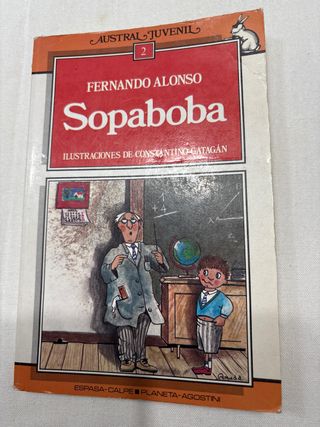 AUSTRAL JUVENIL
2
FERNANDO ALONSO
Sopaboba
ILUSTRACIONES DE CONSTANTINO GATAGÁN
ESPASA-CALPE ■ PLANETA-AGOSTINI